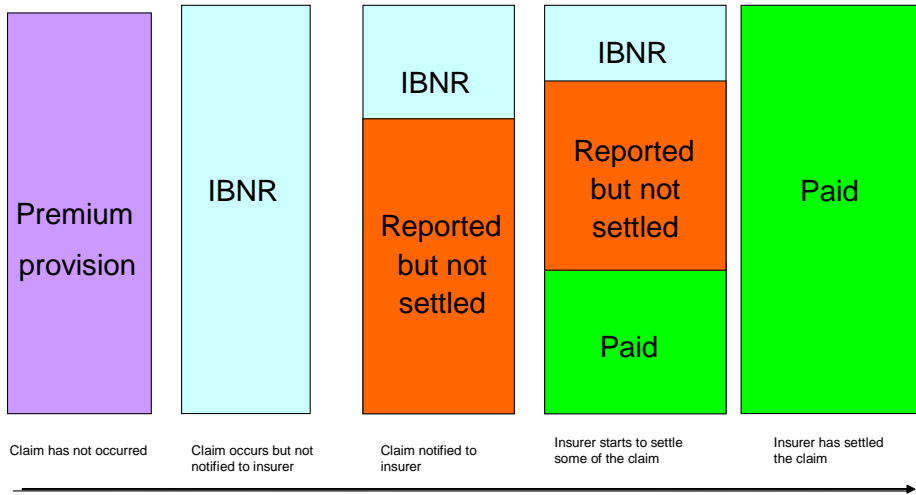 Premium
provision
IBNR
IBNR
Reported
but not
settled
IBNR
Reported
but not
settled
Paid
Paid
Claim has not occurred
Claim occurs but not
notified to insurer
Claim notified to
insurer
Insurer starts to settle
some of the claim
Insurer has settled
the claim